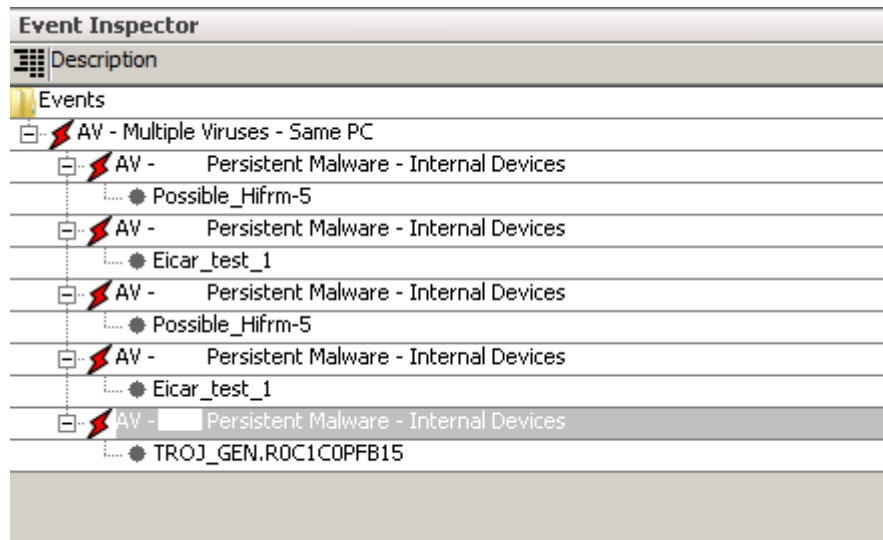 Event Inspector
Description
Events
AV - Multiple Viruses - Same PC
AV - Persistent Malware - Internal Devices
Possible_Hifrm-5
AV - Persistent Malware - Internal Devices
Eicar_test_1
AV - Persistent Malware - Internal Devices
Possible_Hifrm-5
AV - Persistent Malware - Internal Devices
Eicar_test_1
AV - Persistent Malware - Internal Devices
TROJ_GEN.R0C1C0PFB15